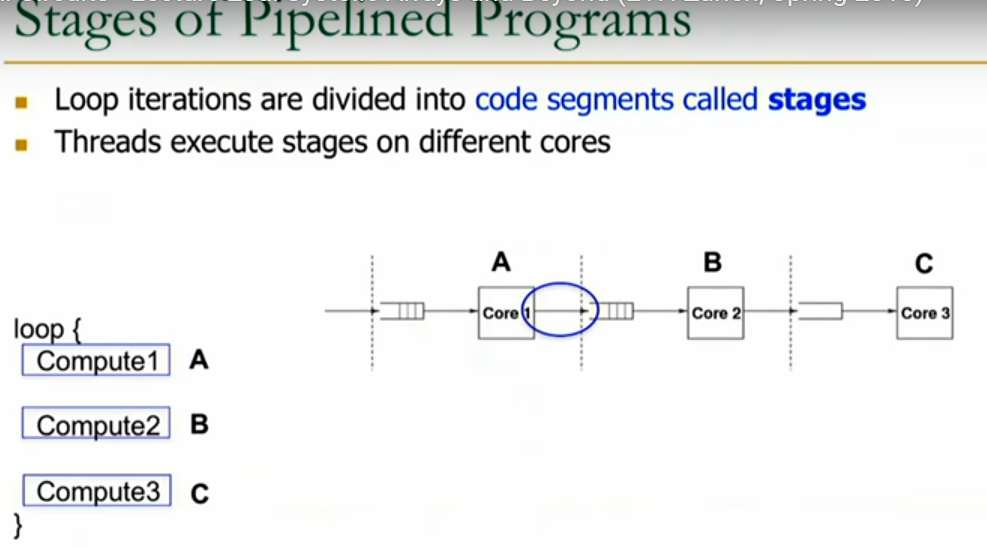 Stages of Pipelined Programs
Loop iterations are divided into code segments called stages
Threads execute stages on different cores
A B C
Core 1 Core 2 Core 3
loop {
Compute1 A
Compute2 B
Compute3 C
}